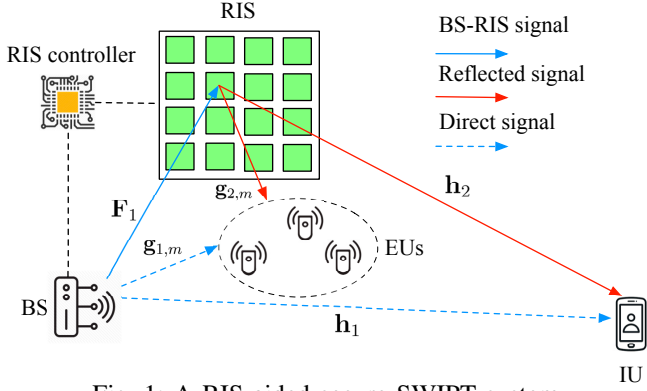 RIS
BS-RIS signal
RIS controller
Reflected signal
Direct signal
g2,m
h2
F1
g1,m
EUs
BS
h1
IU